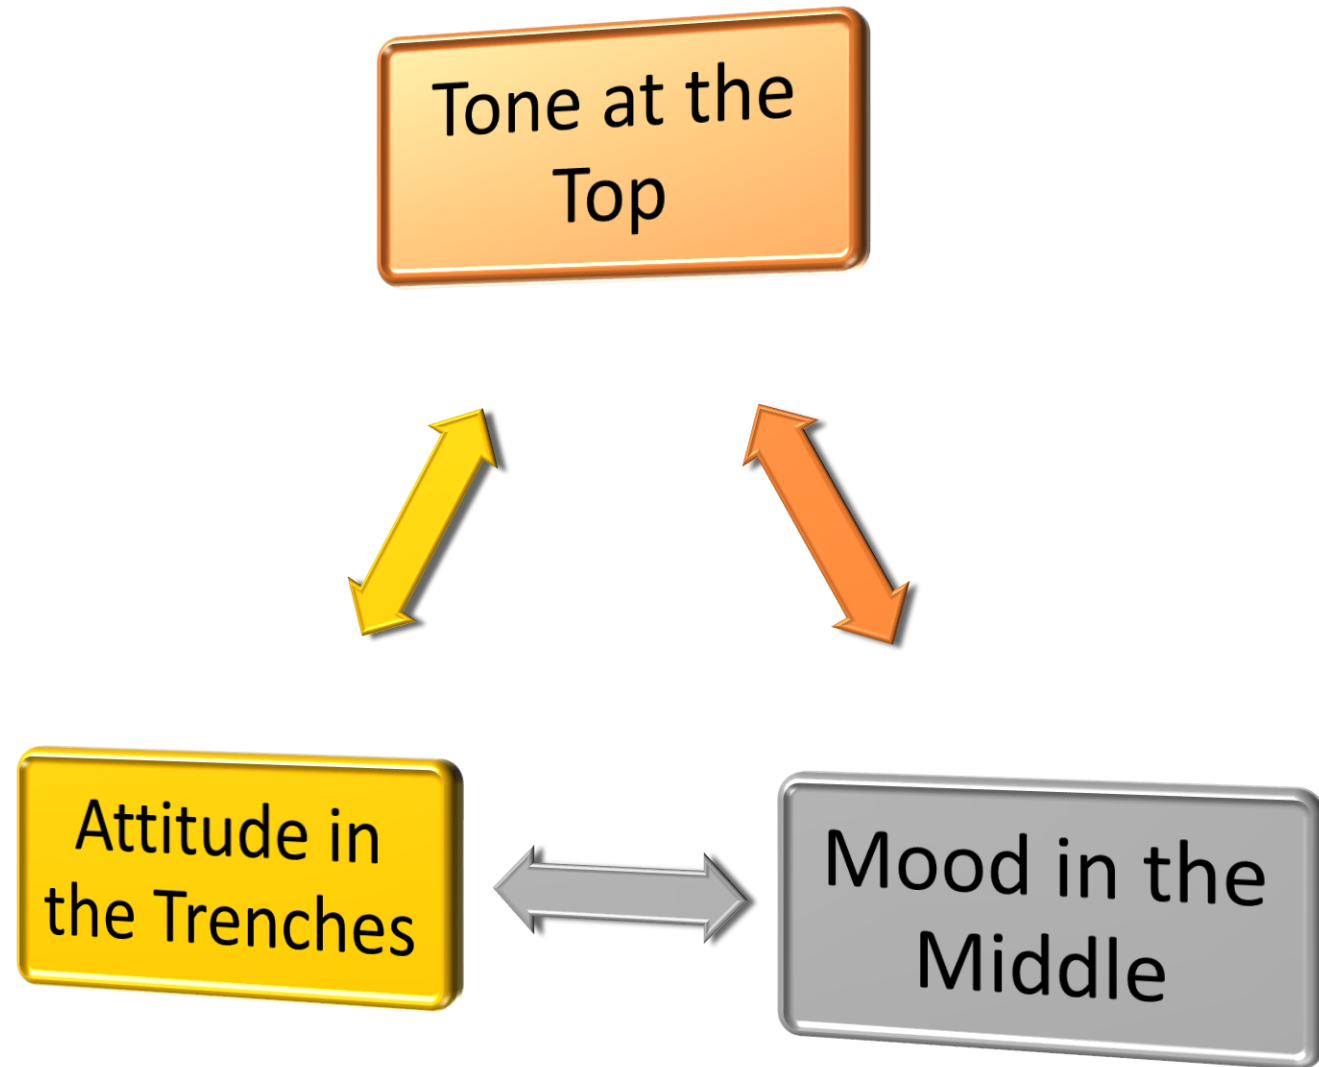 Tone at the
Top
Attitude in
the Trenches
Mood in the
Middle